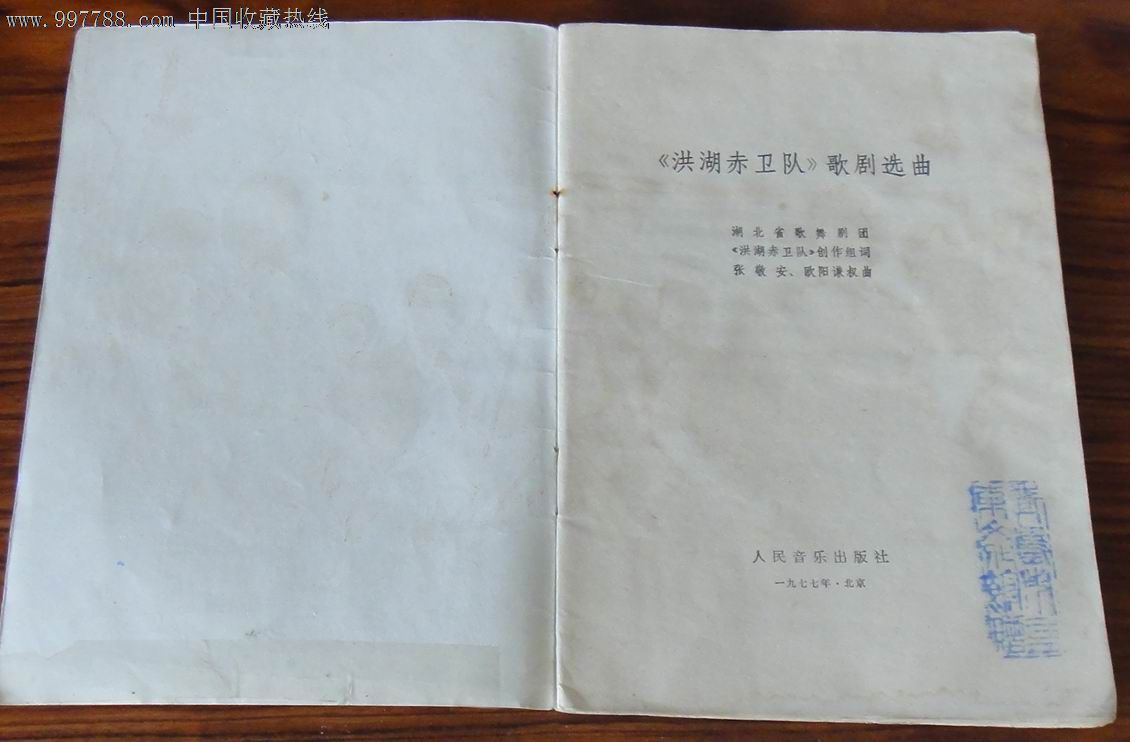 www.997788.com 中国收藏热线
《洪湖赤卫队》歌剧选曲
湖北省歌舞剧团
《洪湖赤卫队》创作组词
张敬安、欧阳谦叔曲
人民音乐出版社
一九七七年·北京